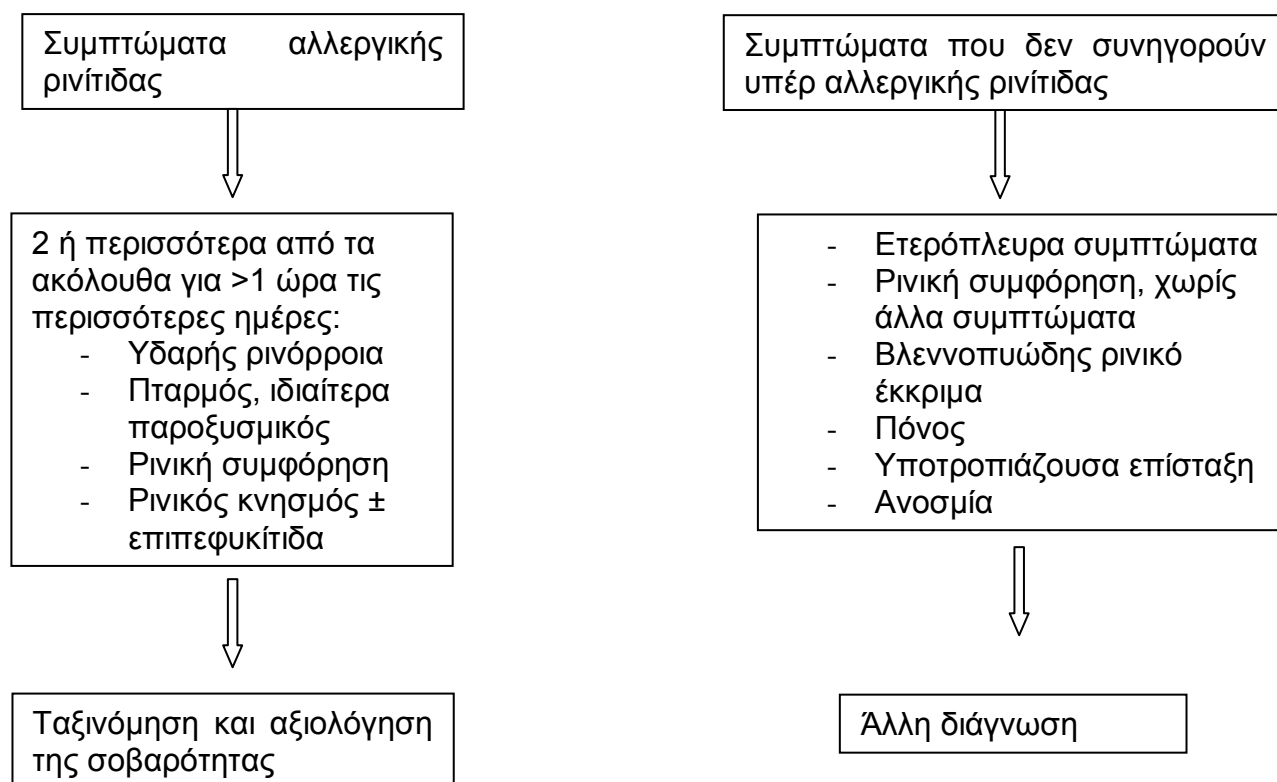 Συμπτώματα αλλεργικής
ρινίτιδας
2 ή περισσότερα από τα
ακόλουθα για >1 ώρα τις
περισσότερες ημέρες:
- Υδαρής ρινόρροια
- Πταρμός, ιδιαίτερα
παροξυσμικός
- Ρινική συμφόρηση
- Ρινικός κνησμός ±
επιπεφυκίτιδα
Ταξινόμηση και αξιολόγηση
της σοβαρότητας
Συμπτώματα που δεν συνηγορούν
υπέρ αλλεργικής ρινίτιδας
- Ετερόπλευρα συμπτώματα
- Ρινική συμφόρηση, χωρίς
άλλα συμπτώματα
- Βλεννοπυώδης ρινικό
έκκριμα
- Πόνος
- Υποτροπιάζουσα επίσταξη
- Ανοσμία
Άλλη διάγνωση